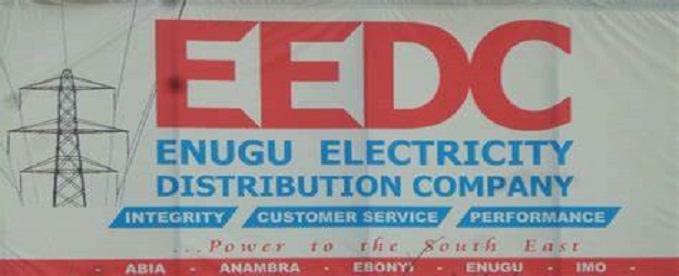 EEDC
ENUGU ELECTRICITY
DISTRIBUTION COMPANY
INTEGRITY CUSTOMER SERVICE PERFORMANCE
...Power to the South East
- ABIA - ANAMBRA - EBONYI - ENUGU - IMO -